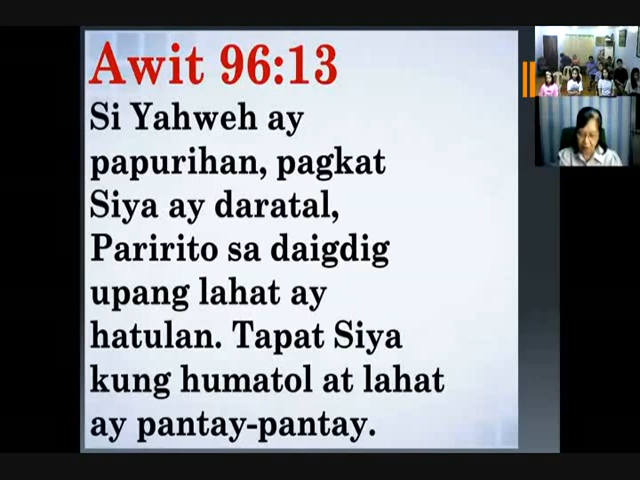 Awit 96:13
Si Yahweh ay
papurihan, pagkat
Siya ay daratal,
Paririto sa daigdig
upang lahat ay
hatulan. Tapat Siya
kung humatol at lahat
ay pantay-pantay.